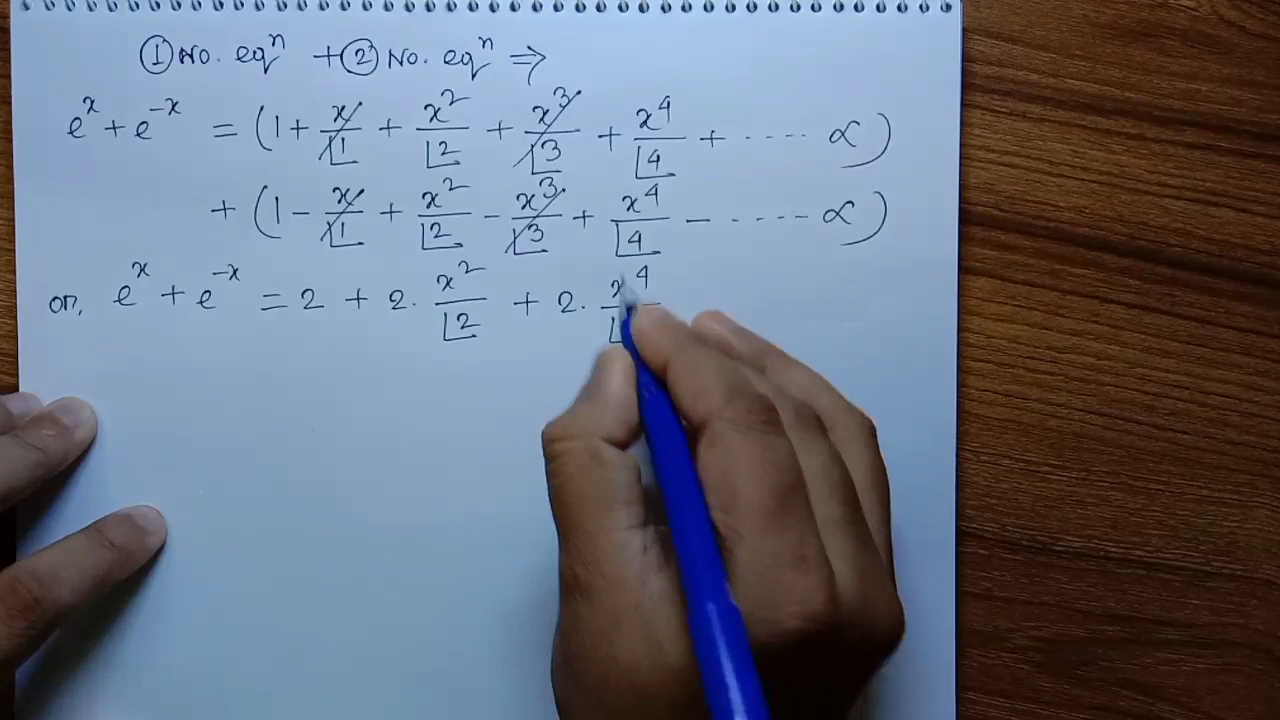 ① No. eqⁿ + ② No. eqⁿ ⇒
eˣ + e⁻ˣ = (1 + x/⌊1 + x²/⌊2 + x³/⌊3 + x⁴/⌊4 + ---- ∝)
+ (1 - x/⌊1 + x²/⌊2 - x³/⌊3 + x⁴/⌊4 - ----- ∝)
or, eˣ + e⁻ˣ = 2 + 2. x²/⌊2 + 2. x⁴/